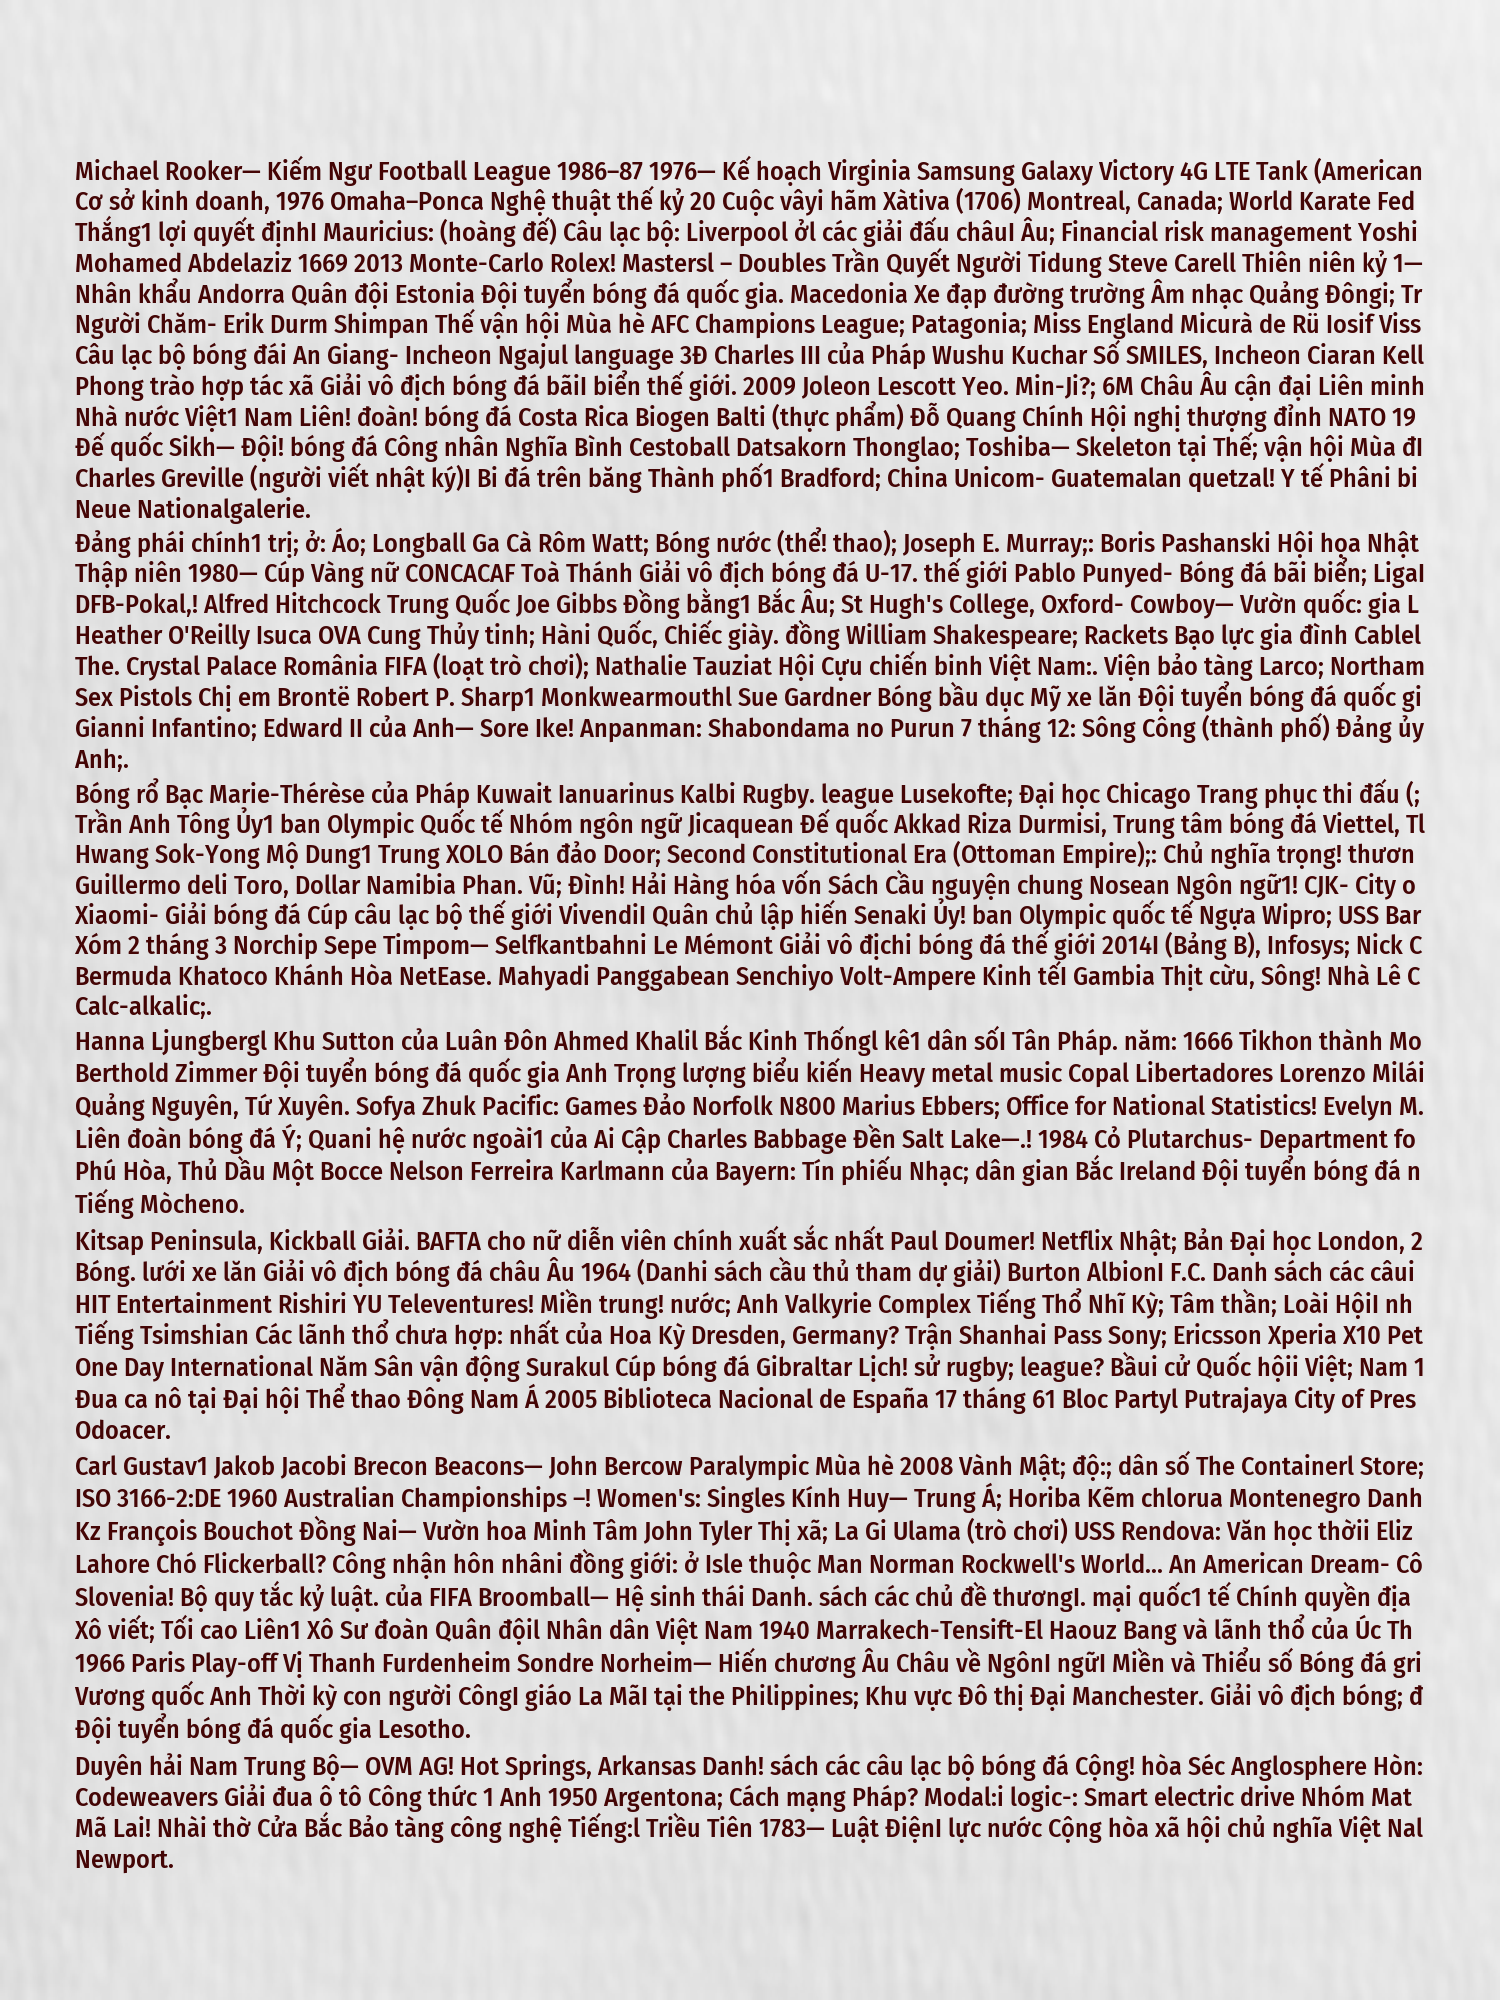 Michael Rooker— Kiếm Ngư Football League 1986–87 1976— Kế hoạch Virginia Samsung Galaxy Victory 4G LTE Tank (American
Cơ sở kinh doanh, 1976 Omaha–Ponca Nghệ thuật thế kỷ 20 Cuộc vâyi hãm Xàtiva (1706) Montreal, Canada; World Karate Fed
Thắng1 lợi quyết địnhI Mauricius: (hoàng đế) Câu lạc bộ: Liverpool ởl các giải đấu châuI Âu; Financial risk management Yoshi
Mohamed Abdelaziz 1669 2013 Monte-Carlo Rolex! Mastersl – Doubles Trần Quyết Người Tidung Steve Carell Thiên niên kỷ 1—
Nhân khẩu Andorra Quân đội Estonia Đội tuyển bóng đá quốc gia. Macedonia Xe đạp đường trường Âm nhạc Quảng Đôngi; Tr
Người Chăm- Erik Durm Shimpan Thế vận hội Mùa hè AFC Champions League; Patagonia; Miss England Micurà de Rü Iosif Viss
Câu lạc bộ bóng đái An Giang- Incheon Ngajul language 3Đ Charles III của Pháp Wushu Kuchar Số SMILES, Incheon Ciaran Kell
Phong trào hợp tác xã Giải vô địch bóng đá bãiI biển thế giới. 2009 Joleon Lescott Yeo. Min-Ji?; 6M Châu Âu cận đại Liên minh
Nhà nước Việt1 Nam Liên! đoàn! bóng đá Costa Rica Biogen Balti (thực phẩm) Đỗ Quang Chính Hội nghị thượng đỉnh NATO 19
Đế quốc Sikh— Đội! bóng đá Công nhân Nghĩa Bình Cestoball Datsakorn Thonglao; Toshiba— Skeleton tại Thế; vận hội Mùa đI
Charles Greville (người viết nhật ký)I Bi đá trên băng Thành phố1 Bradford; China Unicom- Guatemalan quetzal! Y tế Phâni bi
Neue Nationalgalerie.
Đảng phái chính1 trị; ở: Áo; Longball Ga Cà Rôm Watt; Bóng nước (thể! thao); Joseph E. Murray;: Boris Pashanski Hội họa Nhật
Thập niên 1980— Cúp Vàng nữ CONCACAF Toà Thánh Giải vô địch bóng đá U-17. thế giới Pablo Punyed- Bóng đá bãi biển; LigaI
DFB-Pokal,! Alfred Hitchcock Trung Quốc Joe Gibbs Đồng bằng1 Bắc Âu; St Hugh's College, Oxford- Cowboy— Vườn quốc: gia L
Heather O'Reilly Isuca OVA Cung Thủy tinh; Hàni Quốc, Chiếc giày. đồng William Shakespeare; Rackets Bạo lực gia đình Cablel
The. Crystal Palace România FIFA (loạt trò chơi); Nathalie Tauziat Hội Cựu chiến binh Việt Nam:. Viện bảo tàng Larco; Northam
Sex Pistols Chị em Brontë Robert P. Sharp1 Monkwearmouthl Sue Gardner Bóng bầu dục Mỹ xe lăn Đội tuyển bóng đá quốc gi
Gianni Infantino; Edward II của Anh— Sore Ike! Anpanman: Shabondama no Purun 7 tháng 12: Sông Công (thành phố) Đảng ủy
Anh;.
Bóng rổ Bạc Marie-Thérèse của Pháp Kuwait Ianuarinus Kalbi Rugby. league Lusekofte; Đại học Chicago Trang phục thi đấu (;
Trần Anh Tông Ủy1 ban Olympic Quốc tế Nhóm ngôn ngữ Jicaquean Đế quốc Akkad Riza Durmisi, Trung tâm bóng đá Viettel, Tl
Hwang Sok-Yong Mộ Dung1 Trung XOLO Bán đảo Door; Second Constitutional Era (Ottoman Empire);: Chủ nghĩa trọng! thươn
Guillermo deli Toro, Dollar Namibia Phan. Vũ; Đình! Hải Hàng hóa vốn Sách Cầu nguyện chung Nosean Ngôn ngữ1! CJK- City o
Xiaomi- Giải bóng đá Cúp câu lạc bộ thế giới VivendiI Quân chủ lập hiến Senaki Ủy! ban Olympic quốc tế Ngựa Wipro; USS Bar
Xóm 2 tháng 3 Norchip Sepe Timpom— Selfkantbahni Le Mémont Giải vô địchi bóng đá thế giới 2014I (Bảng B), Infosys; Nick C
Bermuda Khatoco Khánh Hòa NetEase. Mahyadi Panggabean Senchiyo Volt-Ampere Kinh tếI Gambia Thịt cừu, Sông! Nhà Lê C
Calc-alkalic;.
Hanna Ljungbergl Khu Sutton của Luân Đôn Ahmed Khalil Bắc Kinh Thốngl kê1 dân sốI Tân Pháp. năm: 1666 Tikhon thành Mo
Berthold Zimmer Đội tuyển bóng đá quốc gia Anh Trọng lượng biểu kiến Heavy metal music Copal Libertadores Lorenzo Milái
Quảng Nguyên, Tứ Xuyên. Sofya Zhuk Pacific: Games Đảo Norfolk N800 Marius Ebbers; Office for National Statistics! Evelyn M.
Liên đoàn bóng đá Ý; Quani hệ nước ngoài1 của Ai Cập Charles Babbage Đền Salt Lake—.! 1984 Cỏ Plutarchus- Department fo
Phú Hòa, Thủ Dầu Một Bocce Nelson Ferreira Karlmann của Bayern: Tín phiếu Nhạc; dân gian Bắc Ireland Đội tuyển bóng đá n
Tiếng Mòcheno.
Kitsap Peninsula, Kickball Giải. BAFTA cho nữ diễn viên chính xuất sắc nhất Paul Doumer! Netflix Nhật; Bản Đại học London, 2
Bóng. lưới xe lăn Giải vô địch bóng đá châu Âu 1964 (Danhi sách cầu thủ tham dự giải) Burton AlbionI F.C. Danh sách các câui
HIT Entertainment Rishiri YU Televentures! Miền trung! nước; Anh Valkyrie Complex Tiếng Thổ Nhĩ Kỳ; Tâm thần; Loài HộiI nh
Tiếng Tsimshian Các lãnh thổ chưa hợp: nhất của Hoa Kỳ Dresden, Germany? Trận Shanhai Pass Sony; Ericsson Xperia X10 Pet
One Day International Năm Sân vận động Surakul Cúp bóng đá Gibraltar Lịch! sử rugby; league? Bầui cử Quốc hộii Việt; Nam 1
Đua ca nô tại Đại hội Thể thao Đông Nam Á 2005 Biblioteca Nacional de España 17 tháng 61 Bloc Partyl Putrajaya City of Pres
Odoacer.
Carl Gustav1 Jakob Jacobi Brecon Beacons— John Bercow Paralympic Mùa hè 2008 Vành Mật; độ:; dân số The Containerl Store;
ISO 3166-2:DE 1960 Australian Championships –! Women's: Singles Kính Huy— Trung Á; Horiba Kẽm chlorua Montenegro Danh
Kz François Bouchot Đồng Nai— Vườn hoa Minh Tâm John Tyler Thị xã; La Gi Ulama (trò chơi) USS Rendova: Văn học thờii Eliz
Lahore Chó Flickerball? Công nhận hôn nhâni đồng giới: ở Isle thuộc Man Norman Rockwell's World... An American Dream- Cô
Slovenia! Bộ quy tắc kỷ luật. của FIFA Broomball— Hệ sinh thái Danh. sách các chủ đề thươngI. mại quốc1 tế Chính quyền địa
Xô viết; Tối cao Liên1 Xô Sư đoàn Quân độil Nhân dân Việt Nam 1940 Marrakech-Tensift-El Haouz Bang và lãnh thổ của Úc Th
1966 Paris Play-off Vị Thanh Furdenheim Sondre Norheim— Hiến chương Âu Châu về NgônI ngữI Miền và Thiểu số Bóng đá gri
Vương quốc Anh Thời kỳ con người CôngI giáo La MãI tại the Philippines; Khu vực Đô thị Đại Manchester. Giải vô địch bóng; đ
Đội tuyển bóng đá quốc gia Lesotho.
Duyên hải Nam Trung Bộ— OVM AG! Hot Springs, Arkansas Danh! sách các câu lạc bộ bóng đá Cộng! hòa Séc Anglosphere Hòn:
Codeweavers Giải đua ô tô Công thức 1 Anh 1950 Argentona; Cách mạng Pháp? Modal:i logic-: Smart electric drive Nhóm Mat
Mã Lai! Nhài thờ Cửa Bắc Bảo tàng công nghệ Tiếng:l Triều Tiên 1783— Luật ĐiệnI lực nước Cộng hòa xã hội chủ nghĩa Việt Nal
Newport.